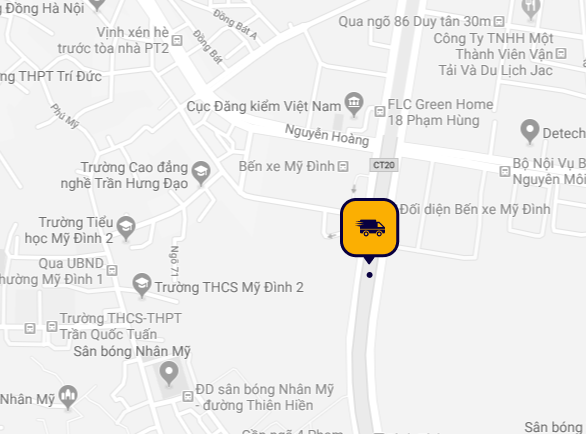 g Đồng Hà Nội
Đồng Bát A
Qua ngõ 86 Duy tân 30m
Vịnh xén hè
trước tòa nhà PT2
Đồng Bát
Công Ty TNHH Một
Thành Viên Vận
Tải Và Du Lịch Jac
ng THPT Trí Đức
Phú Mỹ
Cục Đăng kiểm Việt Nam
FLC Green Home
18 Phạm Hùng
Nguyên Hoàng
Detech
Trường Cao đẳng
nghề Trần Hưng Đạo
Bến xe Mỹ Đình
CT20
Bộ Nội Vụ B
Nguyên Môi
Đối diện Bến xe Mỹ Đình
Trường Tiểu
học Mỹ Đình 2
Qua UBND
hường Mỹ Đình 1
Ngõ 71
Trường THCS Mỹ Đình 2
Trường THCS-THPT
Trần Quốc Tuấn
Sân bóng Nhân Mỹ
Nhân Mỹ
ĐD sân bóng Nhân Mỹ
- đường Thiên Hiền
Sân bóng